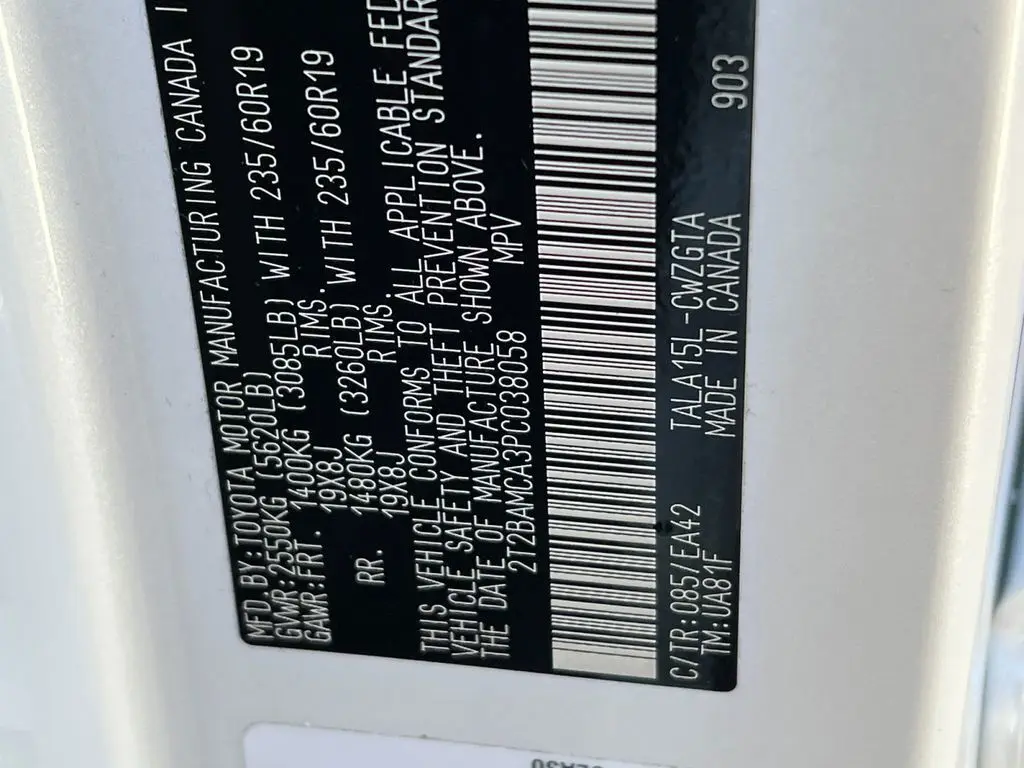 MFD.BY:TOYOTA MOTOR MANUFACTURING CANADA I
GVWR:2550KG (5620LB)
GAWR:FRT. 1400KG (3085LB) WITH 235/60R19
19X8J RIMS.
RR. 1480KG (3260LB) WITH 235/60R19
19X8J RIMS.
THIS VEHICLE CONFORMS TO ALL APPLICABLE FED
VEHICLE SAFETY AND THEFT PREVENTION STANDAR
THE DATE OF MANUFACTURE SHOWN ABOVE.
2T2BAMCA3PC038058 MPV
C/TR:085/EA42 TALA15L-CWZGTA
TM:UA81F MADE IN CANADA 903